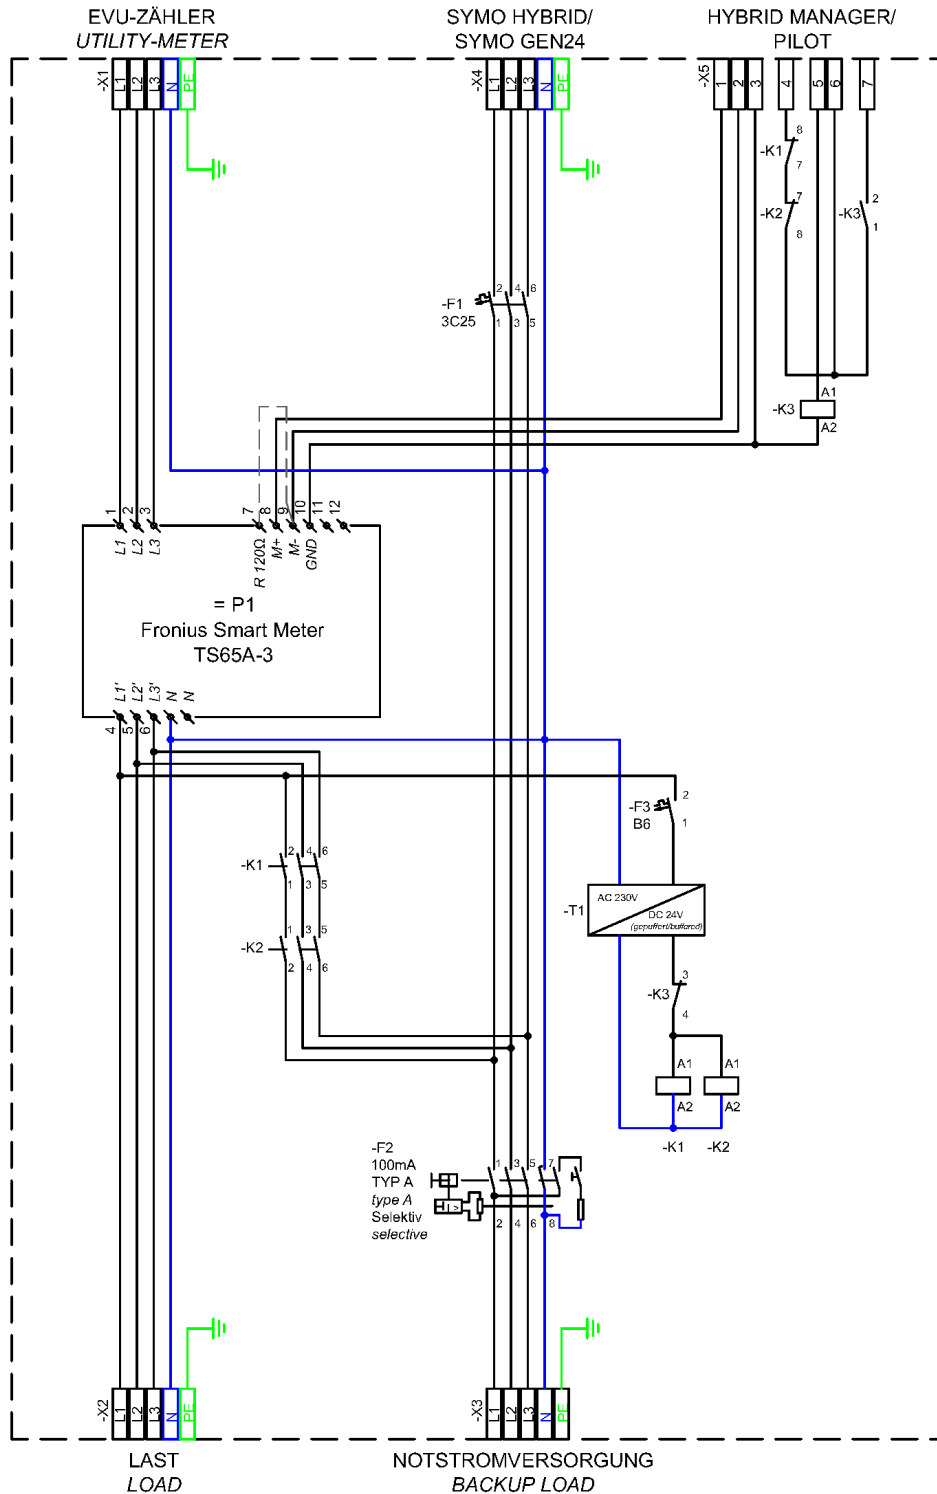 EVU-ZÄHLER
UTILITY-METER
SYMO HYBRID/
SYMO GEN24
HYBRID MANAGER/
PILOT
-X1
L1
L2
L3
N
PE
-X4
L1
L2
L3
N
PE
-X5
1
2
3
4
5
6
7
-K1
8
7
-K2
7
8
-K3
2
1
-F1
3C25
2
4
6
1
3
5
-K3
A1
A2
1
2
3
7
8
9
10
11
12
L1
L2
L3
R 120Ω
M+
M-
GND
= P1
Fronius Smart Meter
TS65A-3
L1'
L2'
L3'
N
N
4
5
6
-F3
B6
2
1
-K1
2
4
6
1
3
5
-T1
AC 230V
DC 24V
(gepuffert/buffered)
-K2
1
3
5
2
4
6
-K3
3
4
A1
A1
A2
A2
-K1
-K2
-F2
100mA
TYP A
type A
Selektiv
selective
1
3
5
7
I >
2
4
6
8
-X2
L1
L2
L3
N
PE
-X3
L1
L2
L3
N
PE
LAST
LOAD
NOTSTROMVERSORGUNG
BACKUP LOAD